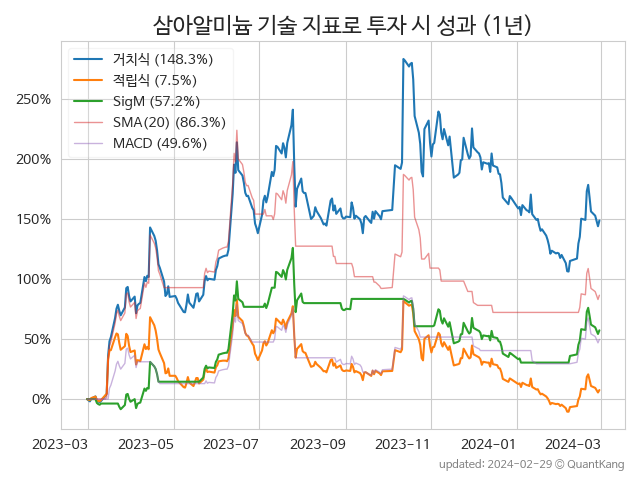 삼아알미늄 기술 지표로 투자 시 성과 (1년)
거치식 (148.3%)
적립식 (7.5%)
SigM (57.2%)
SMA(20) (86.3%)
MACD (49.6%)
250%
200%
150%
100%
50%
0%
2023-03 2023-05 2023-07 2023-09 2023-11 2024-01 2024-03
updated: 2024-02-29 © QuantKang